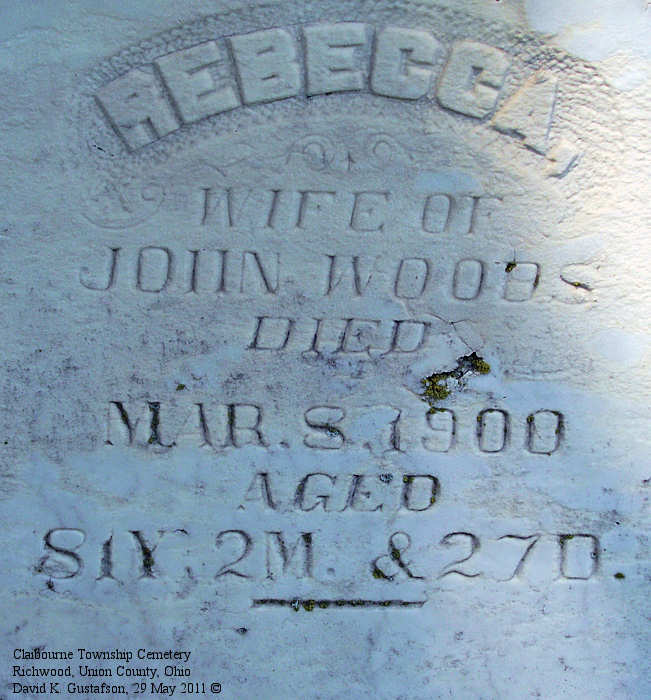 REBECCA,
WIFE OF
JOHN WOODS
DIED
MAR. 8, 1900
AGED
81Y, 2M. & 27D.
Claibourne Township Cemetery
Richwood, Union County, Ohio
David K. Gustafson, 29 May 2011 ©